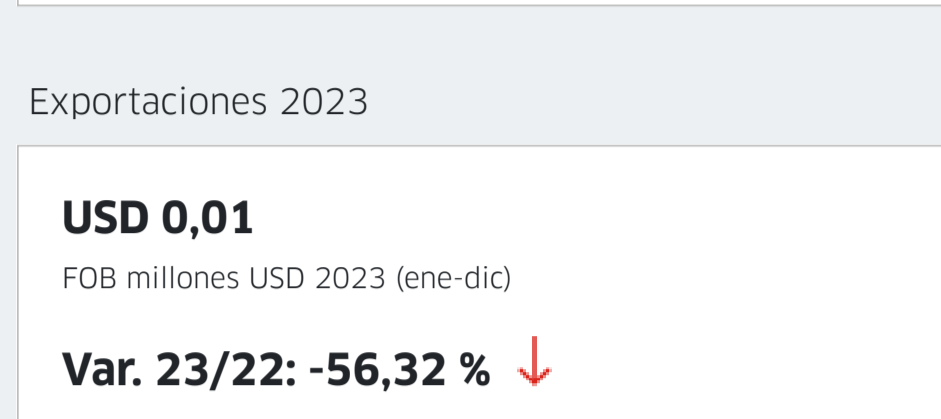 Exportaciones 2023
USD 0,01
FOB millones USD 2023 (ene-dic)
Var. 23/22: -56,32 %